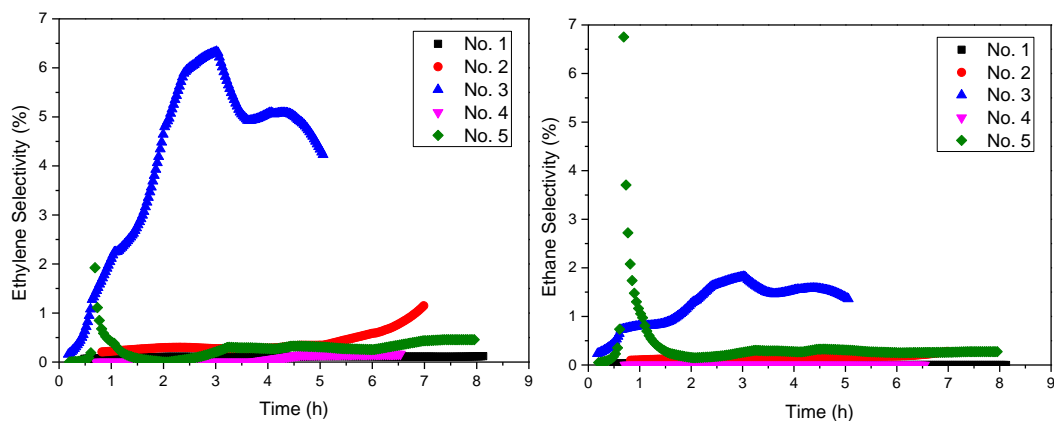 Ethylene Selectivity (%)
7
6
5
4
3
2
1
0
0 1 2 3 4 5 6 7 8 9
Time (h)
No. 1
No. 2
No. 3
No. 4
No. 5
Ethane Selectivity (%)
7
6
5
4
3
2
1
0
0 1 2 3 4 5 6 7 8 9
Time (h)
No. 1
No. 2
No. 3
No. 4
No. 5